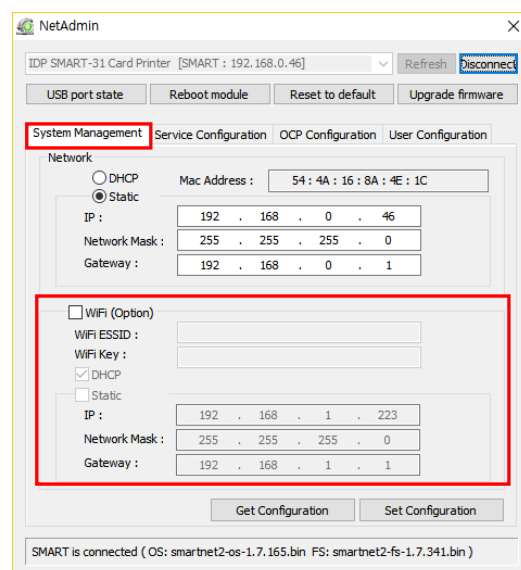 NetAdmin
IDP SMART-31 Card Printer [SMART : 192.168.0.46] Refresh Disconnect
USB port state Reboot module Reset to default Upgrade firmware
System Management Service Configuration OCP Configuration User Configuration
Network
DHCP Mac Address : 54 : 4A : 16 : 8A : 4E : 1C
Static
IP : 192 . 168 . 0 . 46
Network Mask : 255 . 255 . 255 . 0
Gateway : 192 . 168 . 0 . 1
WiFi (Option)
WiFi ESSID :
WiFi Key :
DHCP
Static
IP : 192 . 168 . 1 . 223
Network Mask : 255 . 255 . 255 . 0
Gateway : 192 . 168 . 1 . 1
Get Configuration Set Configuration
SMART is connected ( OS: smartnet2-os-1.7.165.bin FS: smartnet2-fs-1.7.341.bin )